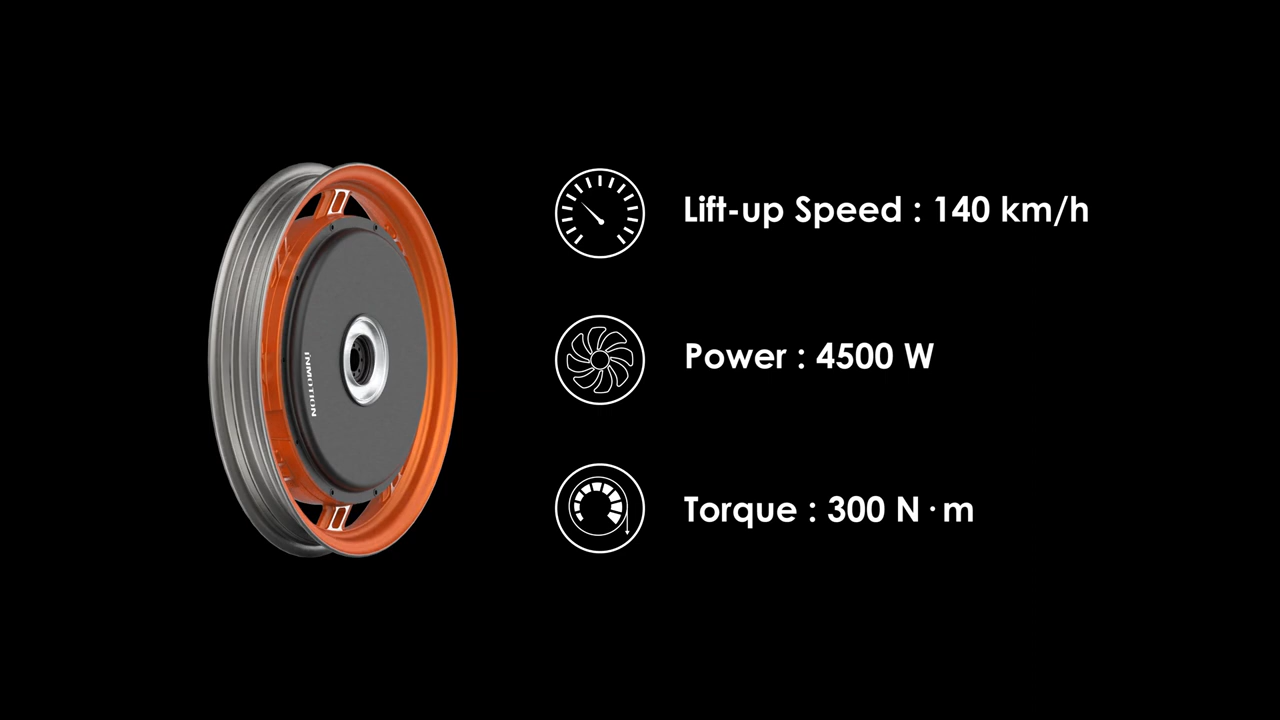 Lift-up Speed : 140 km/h
INMOTION
Power : 4500 W
Torque : 300 N·m